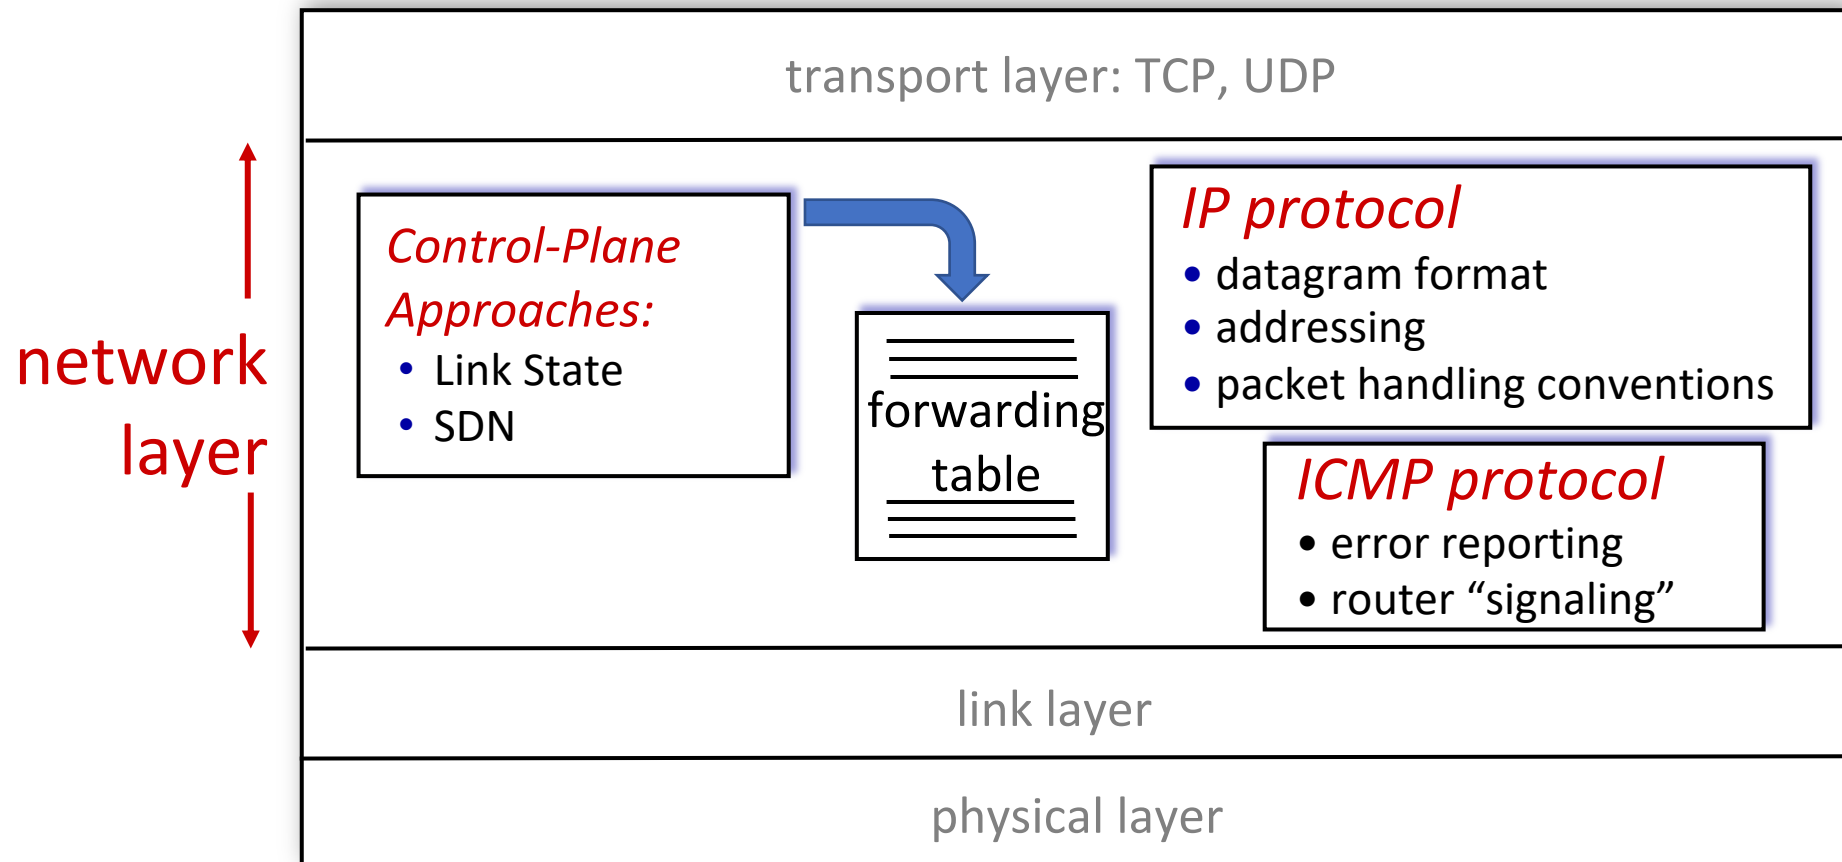 transport layer: TCP, UDP
network
layer
Control-Plane
Approaches:
• Link State
• SDN
forwarding
table
IP protocol
• datagram format
• addressing
• packet handling conventions
ICMP protocol
• error reporting
• router “signaling”
link layer
physical layer